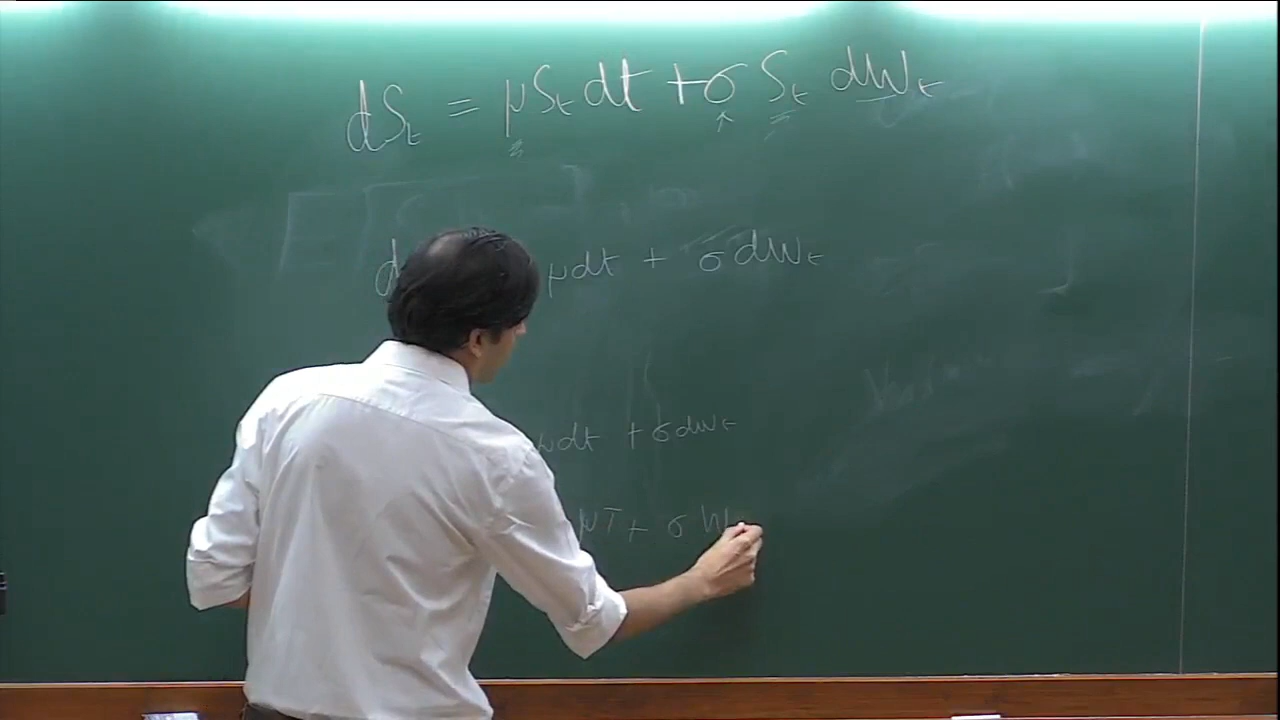 dS_t = μS_t dt + σ S_t dW_t
d μdt + σdW_t
μdt + σdW_t
μT + σ W